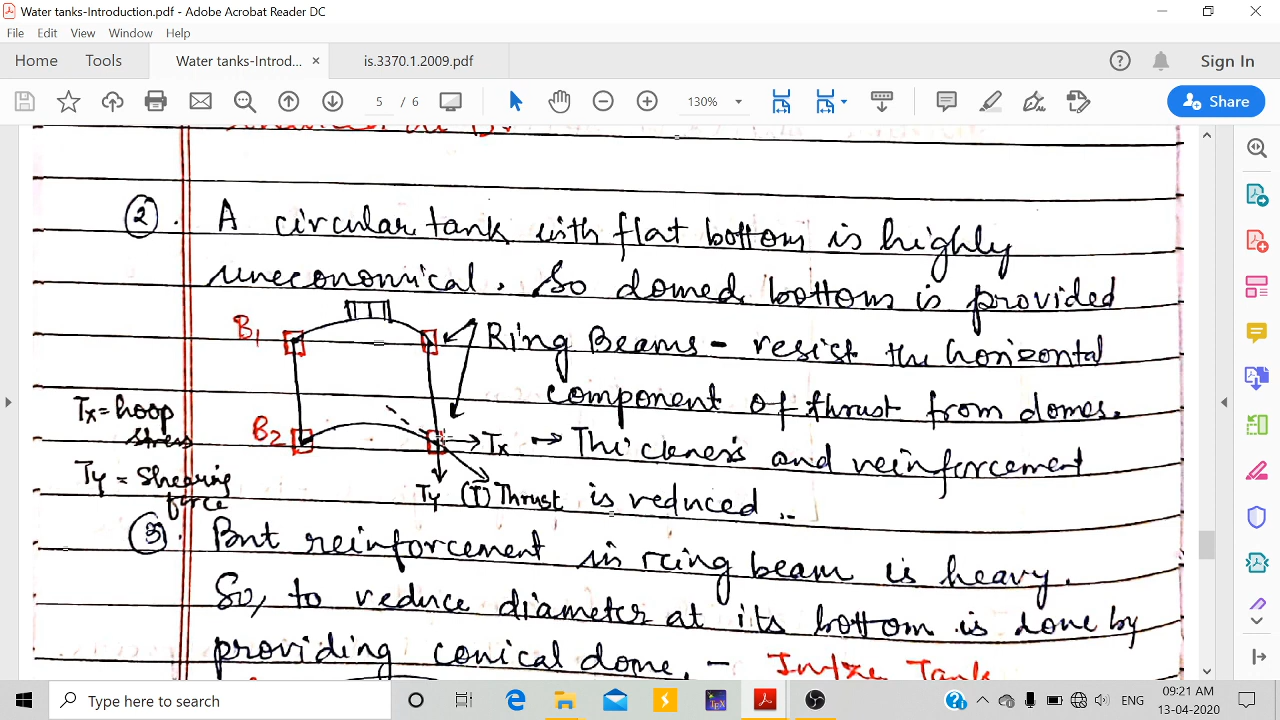 Water tanks-Introduction.pdf - Adobe Acrobat Reader DC
File Edit View Window Help
Home Tools Water tanks-Introd... × is.3370.1.2009.pdf Sign In
5 / 6 130% Share
②. A circular tank with flat bottom is highly
uneconomical. So domed bottom is provided
B1 Ring Beams - resist the horizontal
component of thrust from domes.
Tx = hoop
stress
B2 Tx → Thickness and reinforcement
Ty = Shearing
force
Ty (T) Thrust is reduced ..
③. But reinforcement in ring beam is heavy.
So, to reduce diameter at its bottom is done by
providing conical dome. - Intze Tank
Type here to search
ENG
09:21 AM
13-04-2020